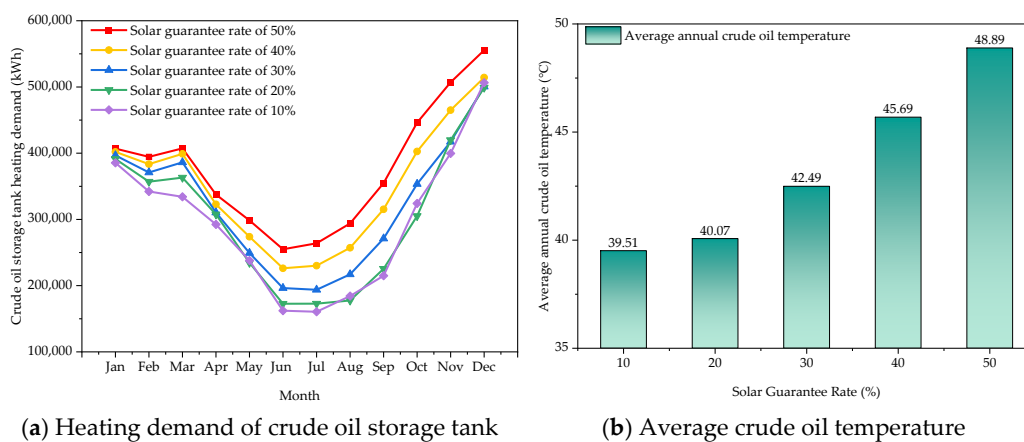 600,000
500,000
400,000
300,000
200,000
100,000
Crude oil storage tank heating demand (kWh)
Solar guarantee rate of 50%
Solar guarantee rate of 40%
Solar guarantee rate of 30%
Solar guarantee rate of 20%
Solar guarantee rate of 10%
Jan Feb Mar Apr May Jun Jul Aug Sep Oct Nov Dec
Month
(a) Heating demand of crude oil storage tank
50
45
40
35
Average annual crude oil temperature (°C)
Average annual crude oil temperature
39.51
40.07
42.49
45.69
48.89
10 20 30 40 50
Solar Guarantee Rate (%)
(b) Average crude oil temperature